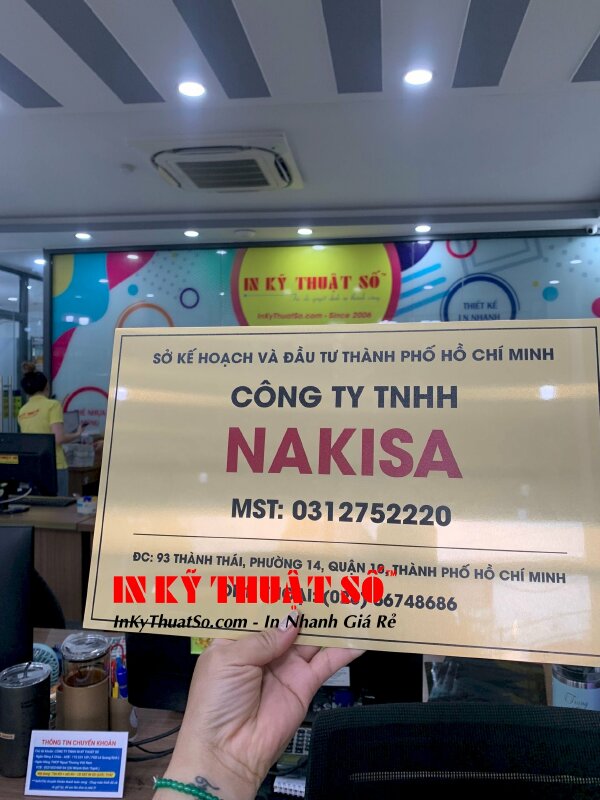 IN KỸ THUẬT SỐ
InKyThuatSo.com - Since 2006
THIẾT KẾ
IN NHANH
SỞ KẾ HOẠCH VÀ ĐẦU TƯ THÀNH PHỐ HỒ CHÍ MINH
CÔNG TY TNHH
NAKISA
MST: 0312752220
ĐC: 93 THÀNH THÁI, PHƯỜNG 14, QUẬN 10, THÀNH PHỐ HỒ CHÍ MINH
(028) 66748686
IN KỸ THUẬT SỐ
InKyThuatSo.com - In Nhanh Giá Rẻ
THÔNG TIN CHUYỂN KHOẢN